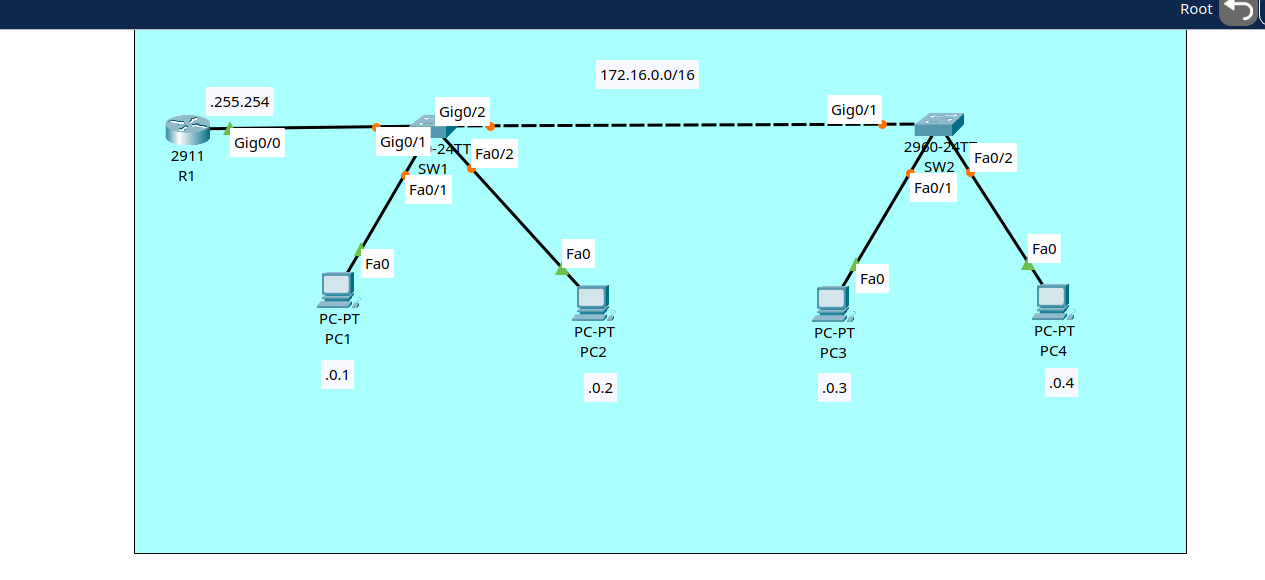 Root
172.16.0.0/16
.255.254
Gig0/2
Gig0/1
Gig0/0
Gig0/1
-24TT
2960-24TT
2911
R1
SW1
SW2
Fa0/2
Fa0/2
Fa0/1
Fa0/1
Fa0
Fa0
Fa0
Fa0
PC-PT
PC1
PC-PT
PC2
PC-PT
PC3
PC-PT
PC4
.0.1
.0.2
.0.3
.0.4